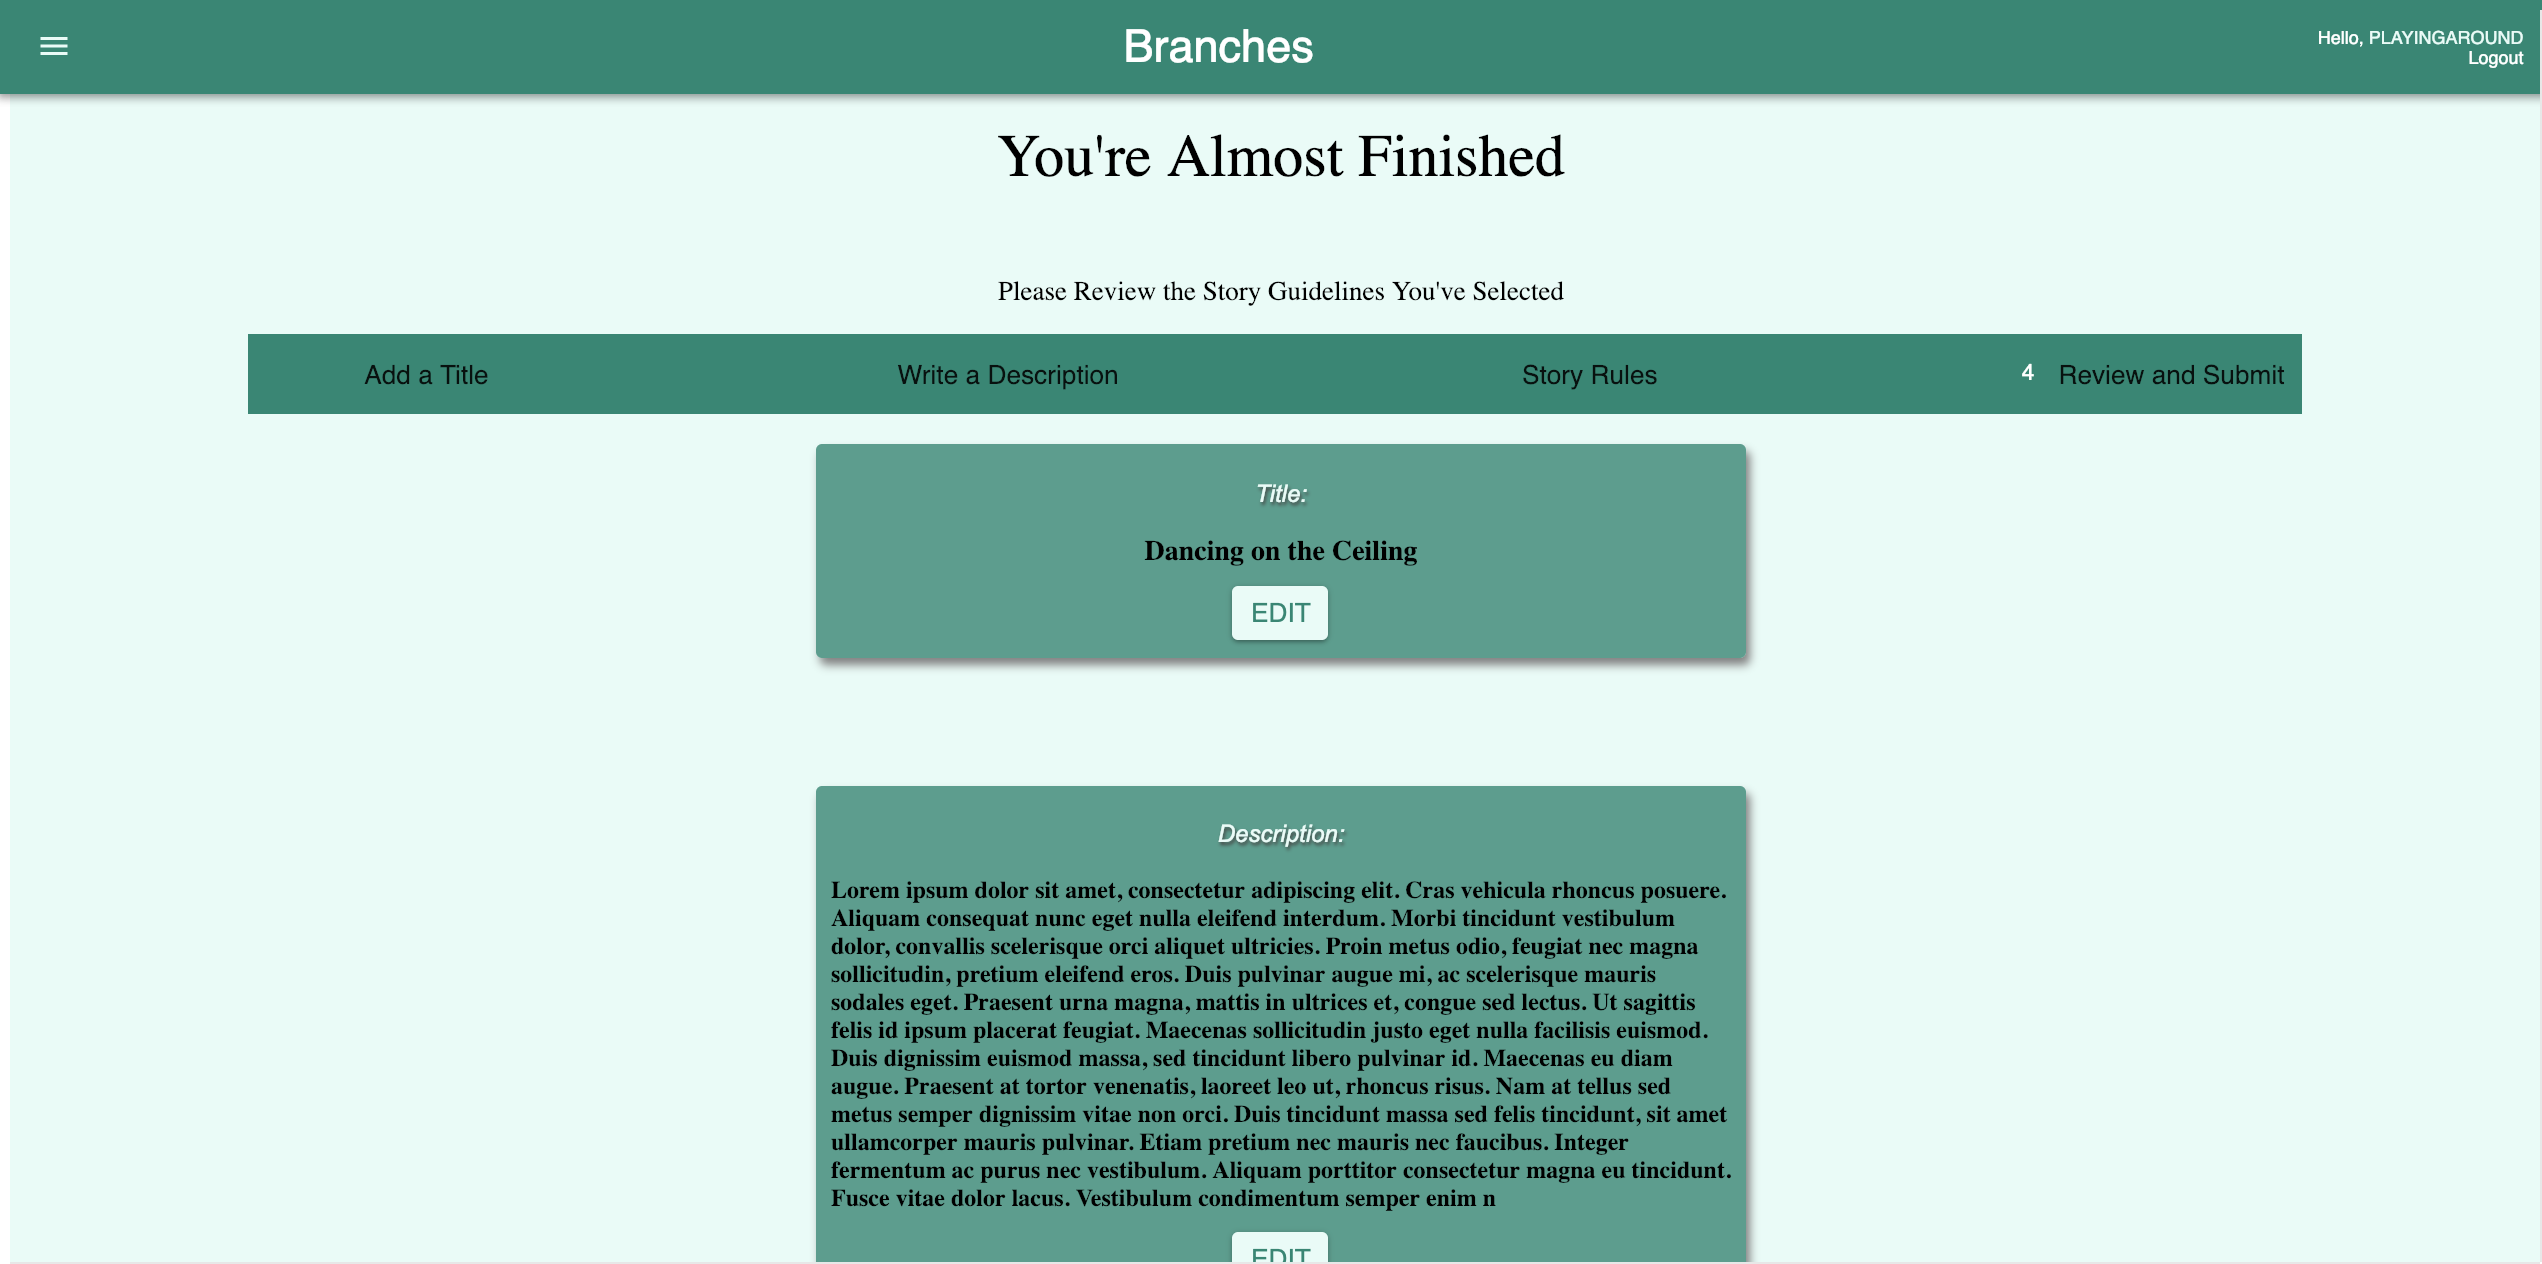 Branches
Hello, PLAYINGAROUND
Logout
You're Almost Finished
Please Review the Story Guidelines You've Selected
Add a Title
Write a Description
Story Rules
4 Review and Submit
Title:
Dancing on the Ceiling
EDIT
Description:
Lorem ipsum dolor sit amet, consectetur adipiscing elit. Cras vehicula rhoncus posuere.
Aliquam consequat nunc eget nulla eleifend interdum. Morbi tincidunt vestibulum
dolor, convallis scelerisque orci aliquet ultricies. Proin metus odio, feugiat nec magna
sollicitudin, pretium eleifend eros. Duis pulvinar augue mi, ac scelerisque mauris
sodales eget. Praesent urna magna, mattis in ultrices et, congue sed lectus. Ut sagittis
felis id ipsum placerat feugiat. Maecenas sollicitudin justo eget nulla facilisis euismod.
Duis dignissim euismod massa, sed tincidunt libero pulvinar id. Maecenas eu diam
augue. Praesent at tortor venenatis, laoreet leo ut, rhoncus risus. Nam at tellus sed
metus semper dignissim vitae non orci. Duis tincidunt massa sed felis tincidunt, sit amet
ullamcorper mauris pulvinar. Etiam pretium nec mauris nec faucibus. Integer
fermentum ac purus nec vestibulum. Aliquam porttitor consectetur magna eu tincidunt.
Fusce vitae dolor lacus. Vestibulum condimentum semper enim n
EDIT